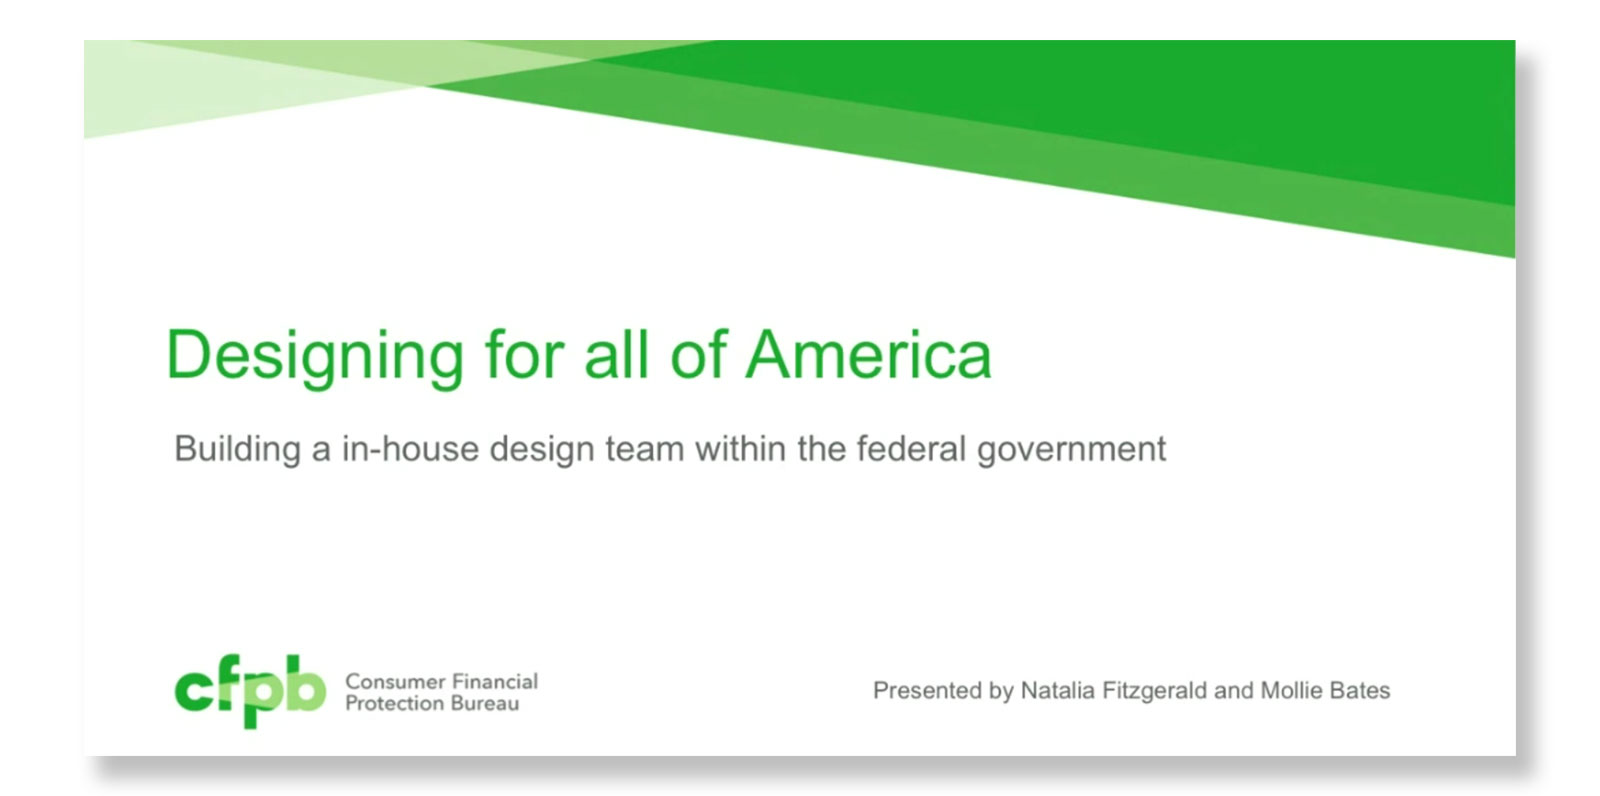 Designing for all of America
Building a in-house design team within the federal government
cfpb
Consumer Financial
Protection Bureau
Presented by Natalia Fitzgerald and Mollie Bates